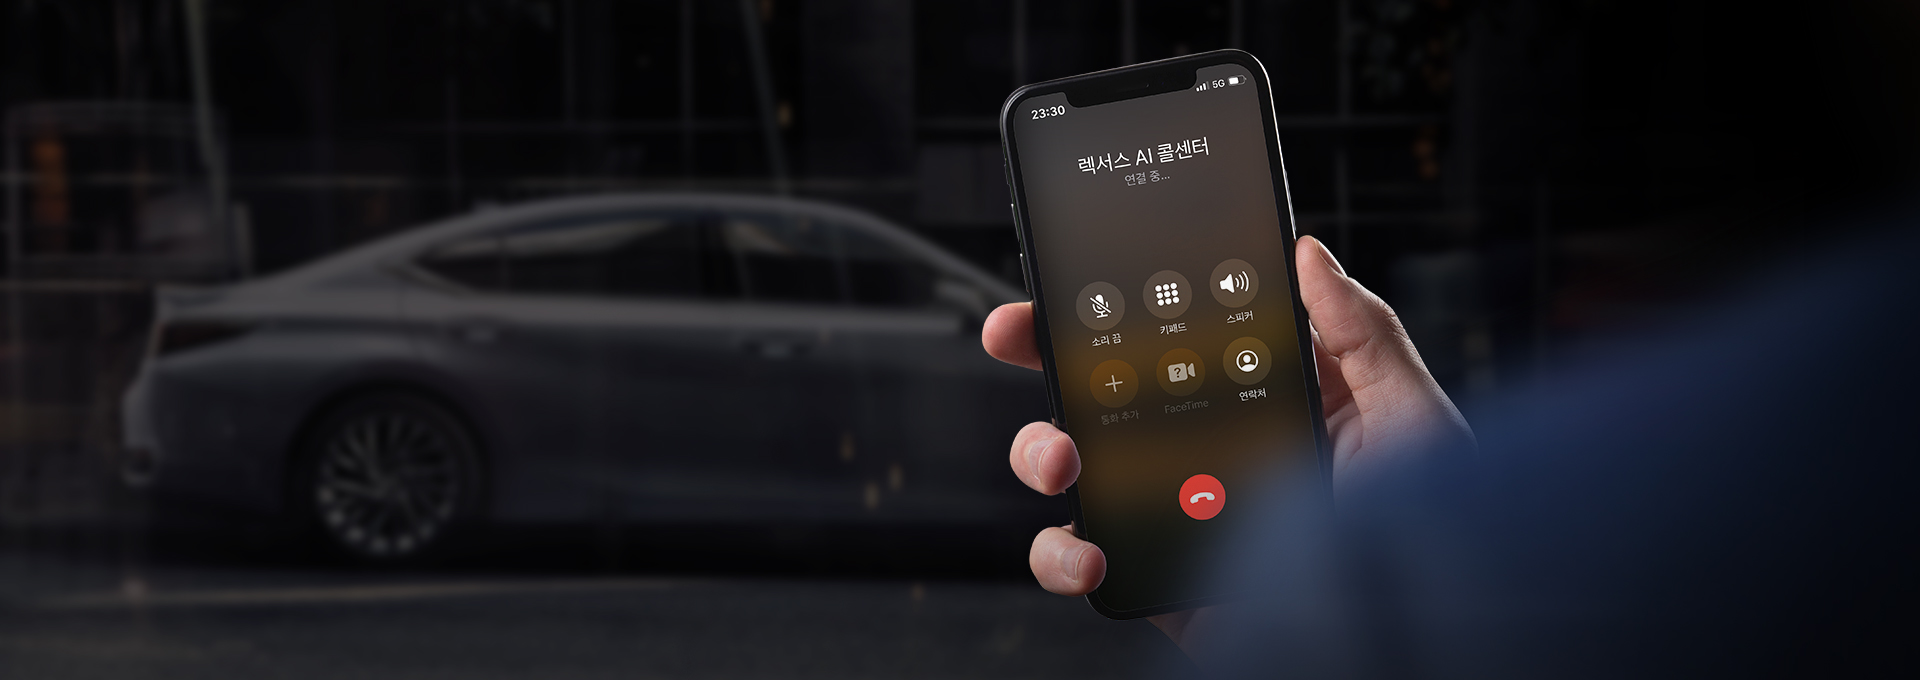 23:30
5G
렉서스 AI 콜센터
연결 중...
소리 끔
키패드
스피커
통화 추가
FaceTime
연락처